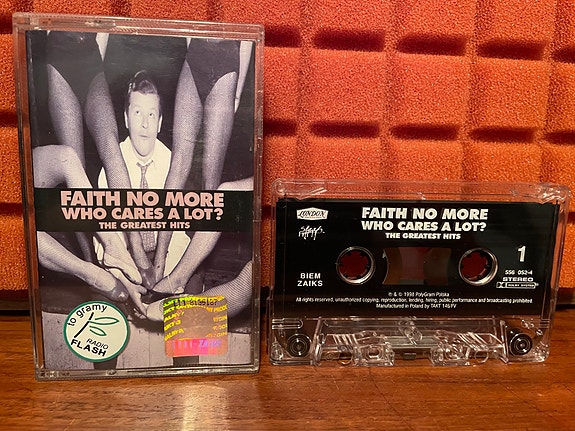 FAITH NO MORE
WHO CARES A LOT?
THE GREATEST HITS
to gramy
RADIO
FLASH
LONDON
FAITH NO MORE
WHO CARES A LOT?
THE GREATEST HITS
1
BIEM
ZAIKS
556 052-4
STEREO
DOLBY SYSTEM
℗ & © 1998 PolyGram Polska
All rights reserved, unauthorized copying, reproduction, lending, hiring, public performance and broadcasting prohibited
Manufactured in Poland by TAKT